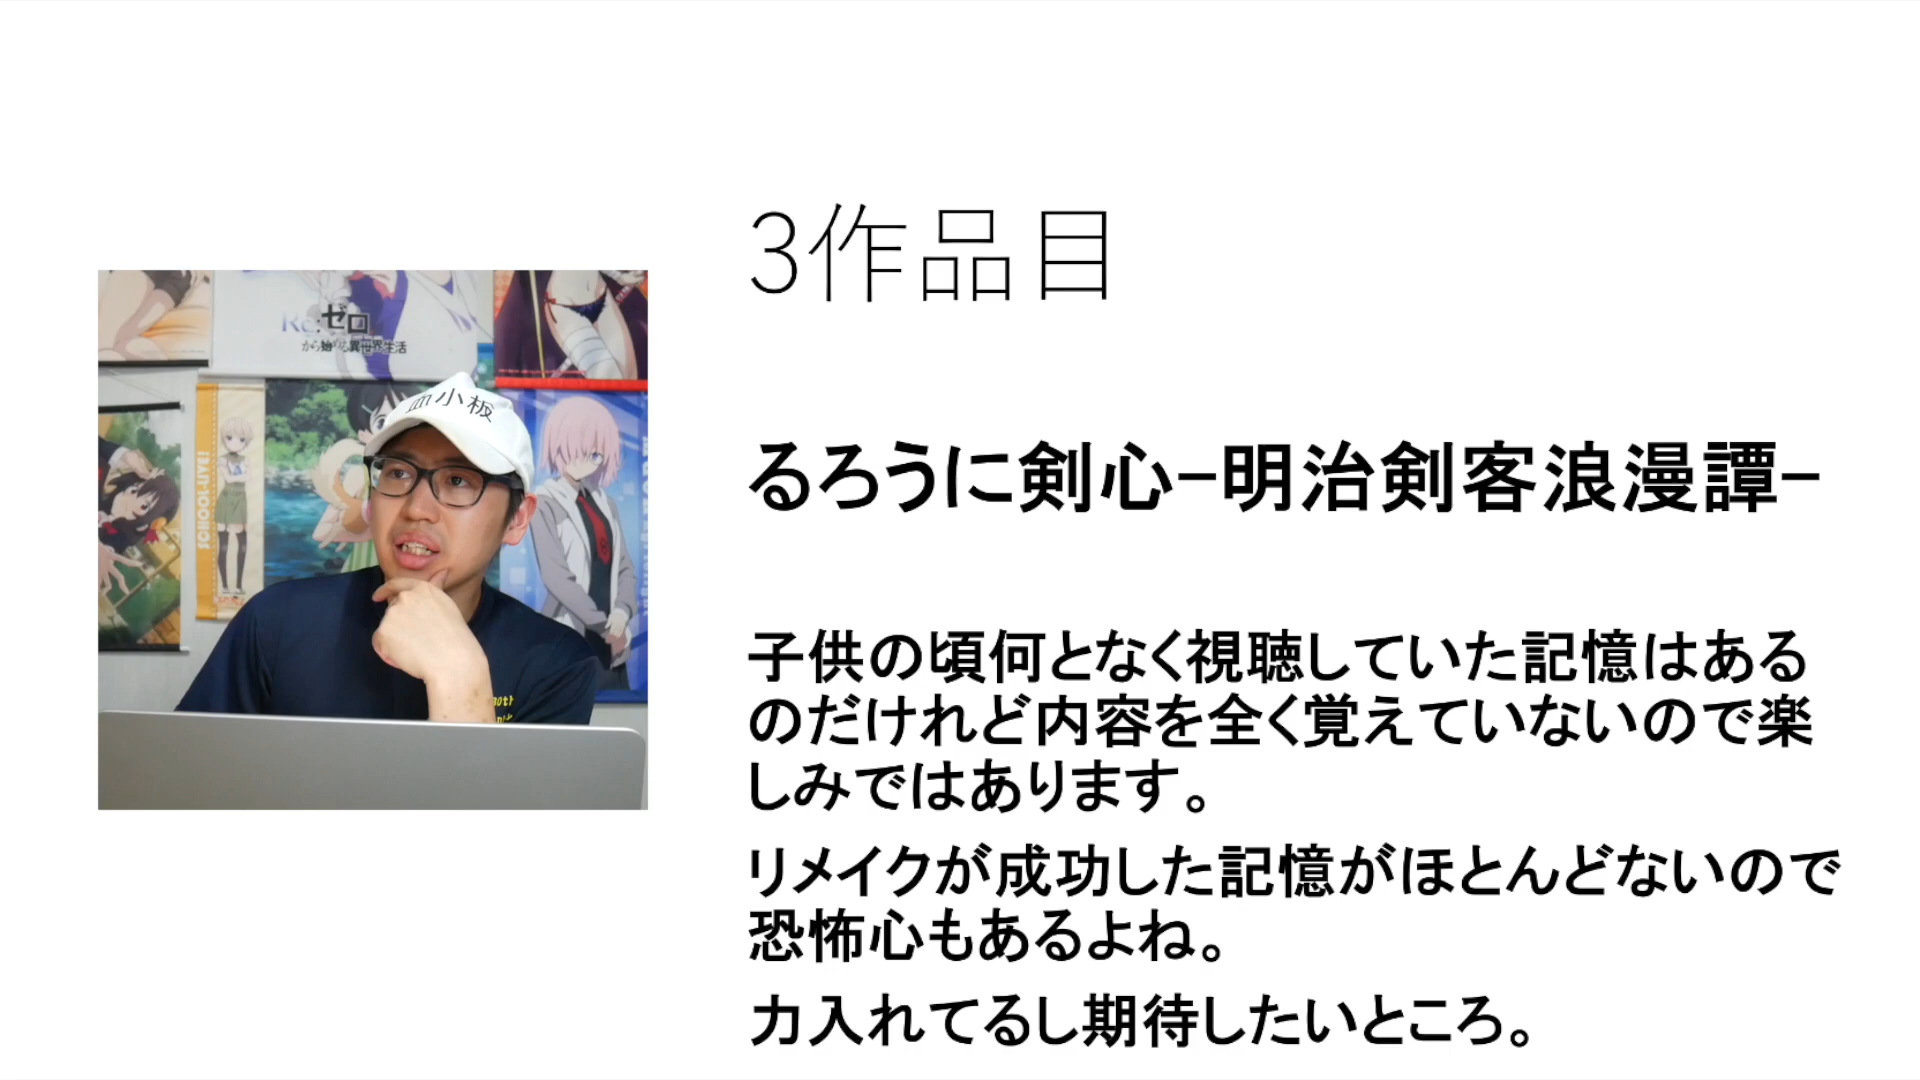 3作品目
るろうに剣心−明治剣客浪漫譚−
子供の頃何となく視聴していた記憶はある
のだけれど内容を全く覚えていないので楽
しみではあります。
リメイクが成功した記憶がほとんどないので
恐怖心もあるよね。
力入れてるし期待したいところ。
Re:ゼロ
から始める異世界生活
血小板
SCHOOL-LIVE!